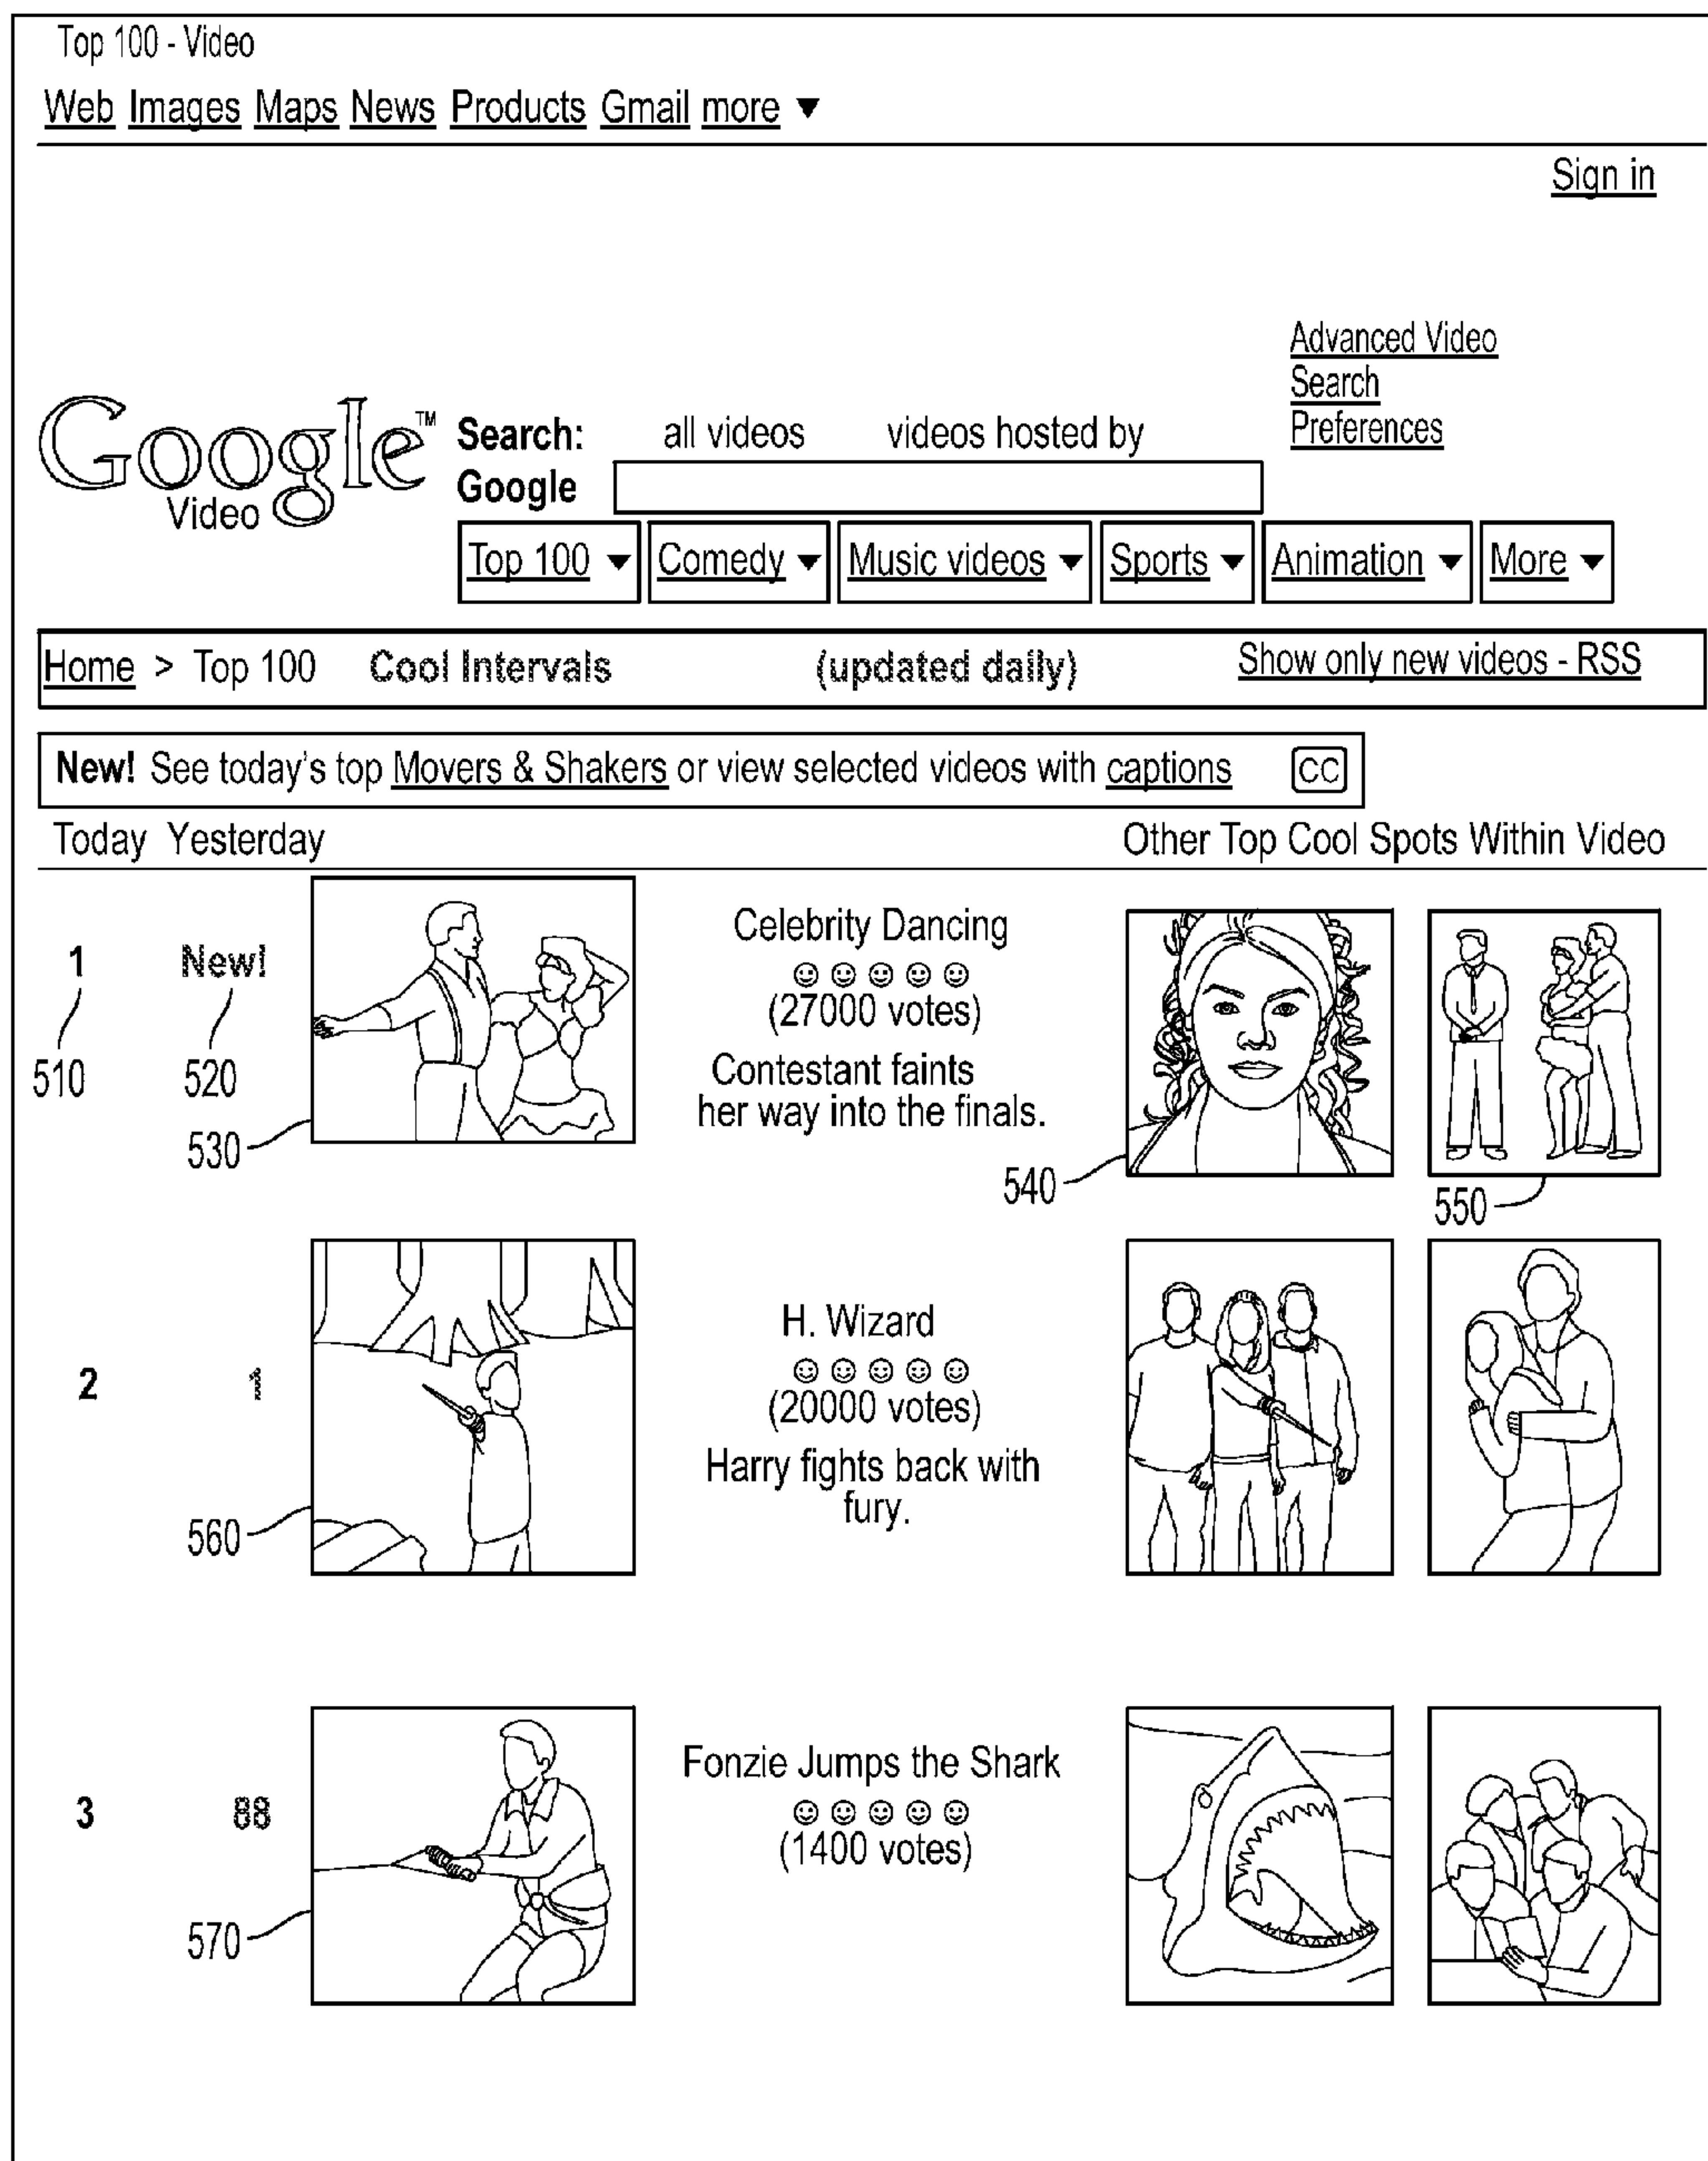 Top 100 - Video
Web Images Maps News Products Gmail more ▼
Sign in
Advanced Video
Search
Preferences
Google™
Video
Search: all videos videos hosted by
Google
Top 100 ▼ Comedy ▼ Music videos ▼ Sports ▼ Animation ▼ More ▼
Home > Top 100 Cool Intervals (updated daily) Show only new videos - RSS
New! See today's top Movers & Shakers or view selected videos with captions CC
Today Yesterday Other Top Cool Spots Within Video
1 New!
510 520
530
Celebrity Dancing
☺ ☺ ☺ ☺ ☺
(27000 votes)
Contestant faints
her way into the finals.
540
550
2 1
560
H. Wizard
☺ ☺ ☺ ☺ ☺
(20000 votes)
Harry fights back with
fury.
3 88
570
Fonzie Jumps the Shark
☺ ☺ ☺ ☺ ☺
(1400 votes)